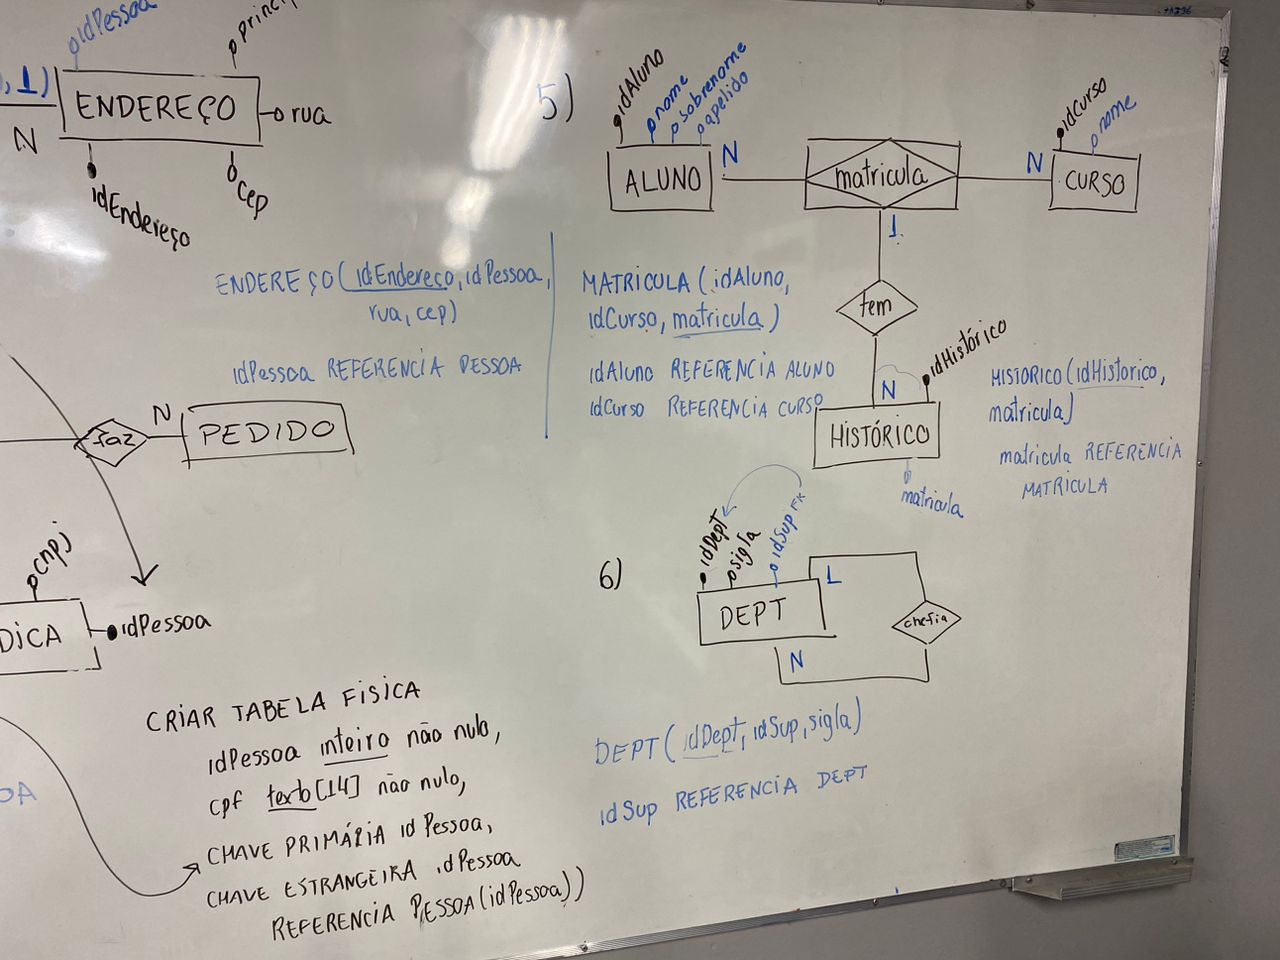 idPessoa
, 1)
ENDEREÇO
N
rua
idEndereço
cep
ENDEREÇO (idEndereço, idPessoa,
rua, cep)
idPessoa REFERENCIA PESSOA
faz
N
PEDIDO
cnpj
DICA
idPessoa
CRIAR TABELA FISICA
idPessoa inteiro não nulo,
cpf texto[14] não nulo,
CHAVE PRIMÁRIA idPessoa,
CHAVE ESTRANGEIRA idPessoa
REFERENCIA PESSOA(idPessoa))
5)
idAluno
nome
sobrenome
apelido
ALUNO
N
matricula
N
idCurso
nome
CURSO
1
tem
N
idHistórico
HISTÓRICO
matricula
MATRICULA (idAluno,
idCurso, matricula)
idAluno REFERENCIA ALUNO
idCurso REFERENCIA CURSO
HISTORICO (idHistorico,
matricula)
matricula REFERENCIA
MATRICULA
6)
idDept
sigla
idSup FK
DEPT
1
chefia
N
DEPT (idDept, idSup, sigla)
idSup REFERENCIA DEPT